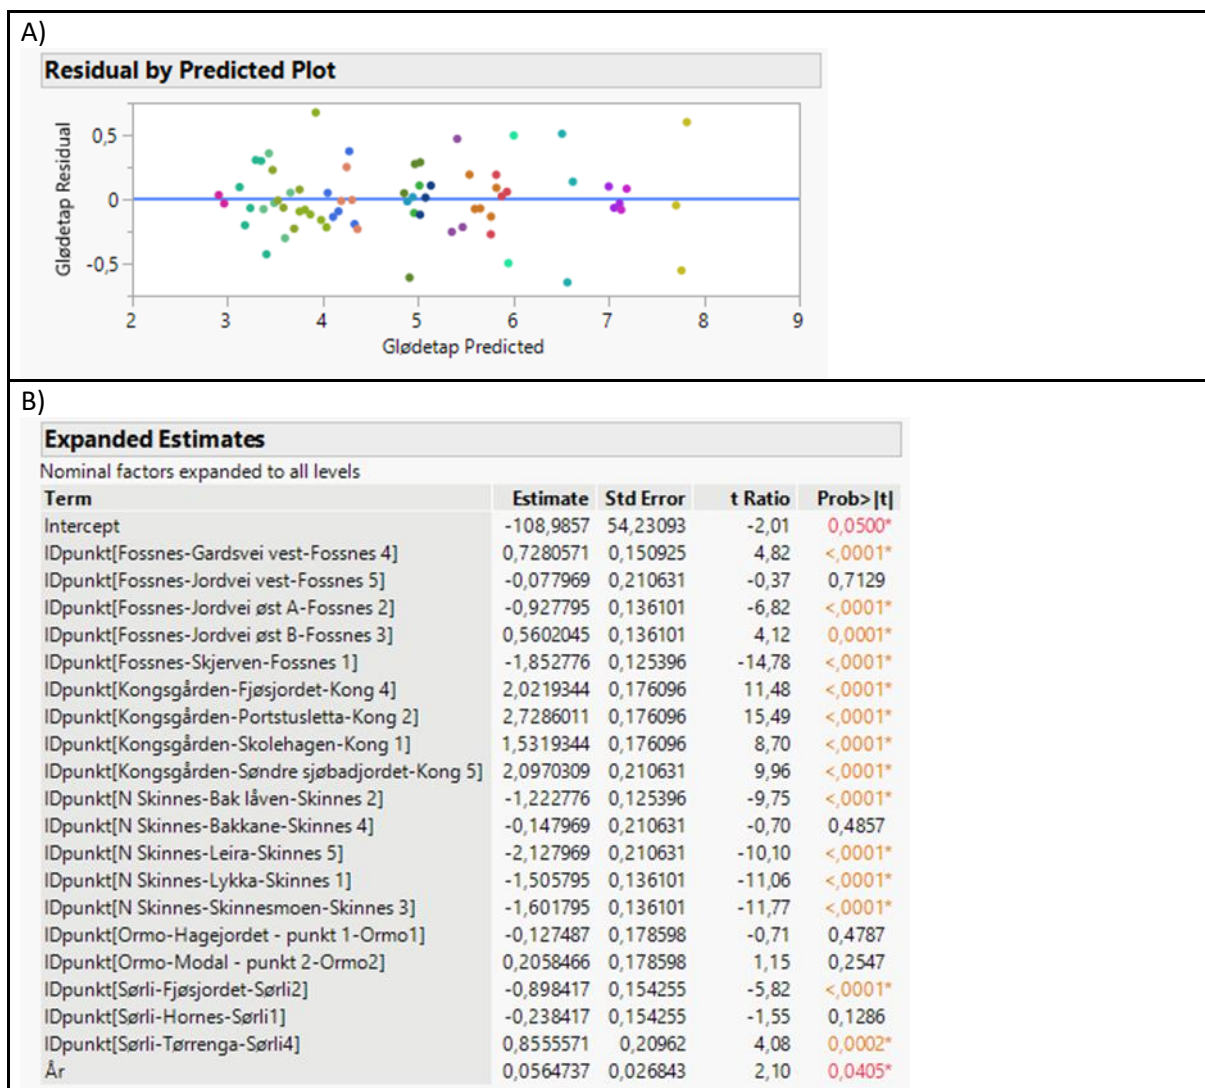 A)
Residual by Predicted Plot
Glødetap Residual
0,5
0
-0,5
2 3 4 5 6 7 8 9
Glødetap Predicted
B)
Expanded Estimates
Nominal factors expanded to all levels
Term Estimate Std Error t Ratio Prob>|t|
Intercept -108,9857 54,23093 -2,01 0,0500*
IDpunkt[Fossnes-Gardsvei vest-Fossnes 4] 0,7280571 0,150925 4,82 <,0001*
IDpunkt[Fossnes-Jordvei vest-Fossnes 5] -0,077969 0,210631 -0,37 0,7129
IDpunkt[Fossnes-Jordvei øst A-Fossnes 2] -0,927795 0,136101 -6,82 <,0001*
IDpunkt[Fossnes-Jordvei øst B-Fossnes 3] 0,5602045 0,136101 4,12 0,0001*
IDpunkt[Fossnes-Skjerven-Fossnes 1] -1,852776 0,125396 -14,78 <,0001*
IDpunkt[Kongsgården-Fjøsjordet-Kong 4] 2,0219344 0,176096 11,48 <,0001*
IDpunkt[Kongsgården-Portstusletta-Kong 2] 2,7286011 0,176096 15,49 <,0001*
IDpunkt[Kongsgården-Skolehagen-Kong 1] 1,5319344 0,176096 8,70 <,0001*
IDpunkt[Kongsgården-Søndre sjøbadjordet-Kong 5] 2,0970309 0,210631 9,96 <,0001*
IDpunkt[N Skinnes-Bak låven-Skinnes 2] -1,222776 0,125396 -9,75 <,0001*
IDpunkt[N Skinnes-Bakkane-Skinnes 4] -0,147969 0,210631 -0,70 0,4857
IDpunkt[N Skinnes-Leira-Skinnes 5] -2,127969 0,210631 -10,10 <,0001*
IDpunkt[N Skinnes-Lykka-Skinnes 1] -1,505795 0,136101 -11,06 <,0001*
IDpunkt[N Skinnes-Skinnesmoen-Skinnes 3] -1,601795 0,136101 -11,77 <,0001*
IDpunkt[Ormo-Hagejordet - punkt 1-Ormo1] -0,127487 0,178598 -0,71 0,4787
IDpunkt[Ormo-Modal - punkt 2-Ormo2] 0,2058466 0,178598 1,15 0,2547
IDpunkt[Sørli-Fjøsjordet-Sørli2] -0,898417 0,154255 -5,82 <,0001*
IDpunkt[Sørli-Hornes-Sørli1] -0,238417 0,154255 -1,55 0,1286
IDpunkt[Sørli-Tørrenga-Sørli4] 0,8555571 0,20962 4,08 0,0002*
År 0,0564737 0,026843 2,10 0,0405*